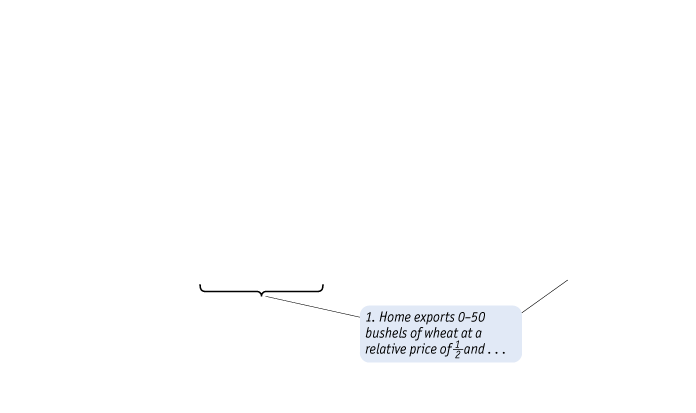 1. Home exports 0–50
bushels of wheat at a
relative price of 1/2 and . . .